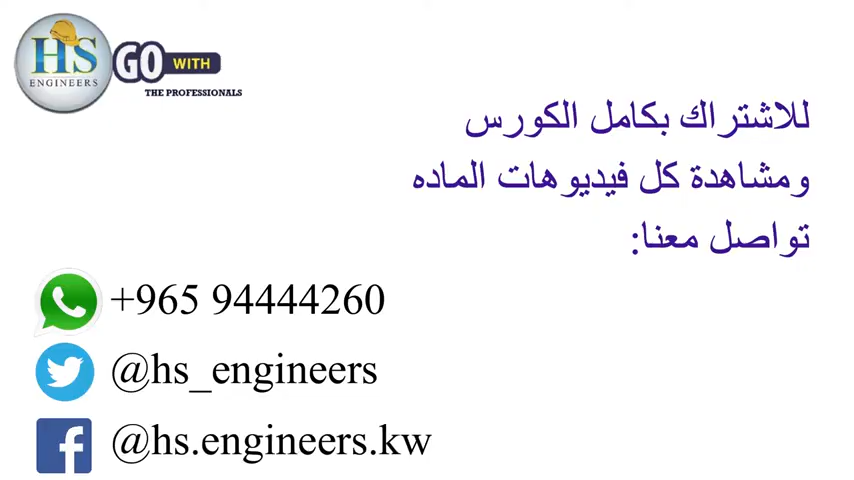 HS
ENGINEERS
GO WITH
THE PROFESSIONALS
للاشتراك بكامل الكورس
ومشاهدة كل فيديوهات الماده
تواصل معنا:
+965 94444260
@hs_engineers
@hs.engineers.kw